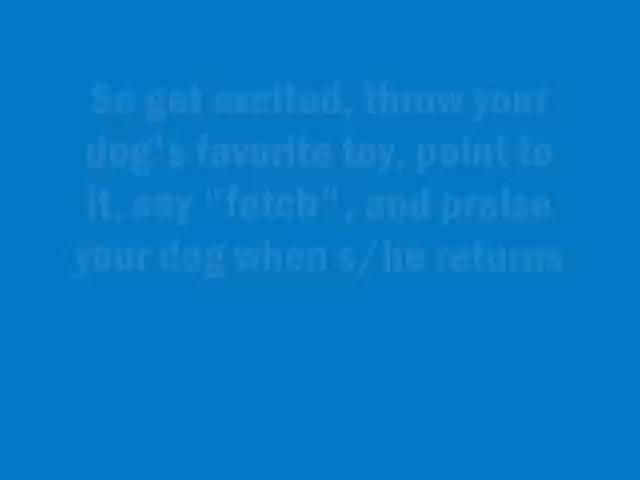 So get excited, throw your
dog's favorite toy, point to
it, say "fetch", and praise
your dog when s/he returns